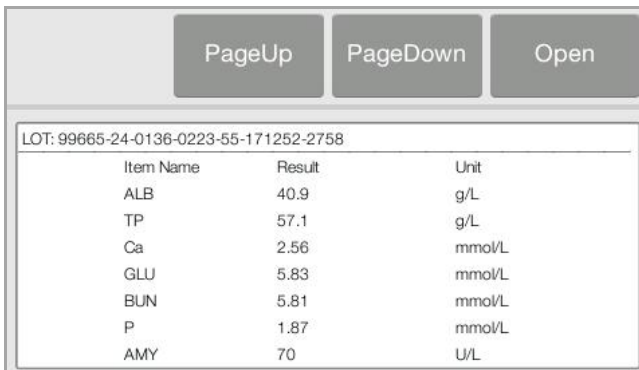 PageUp PageDown Open
LOT: 99665-24-0136-0223-55-171252-2758
Item Name Result Unit
ALB 40.9 g/L
TP 57.1 g/L
Ca 2.56 mmol/L
GLU 5.83 mmol/L
BUN 5.81 mmol/L
P 1.87 mmol/L
AMY 70 U/L